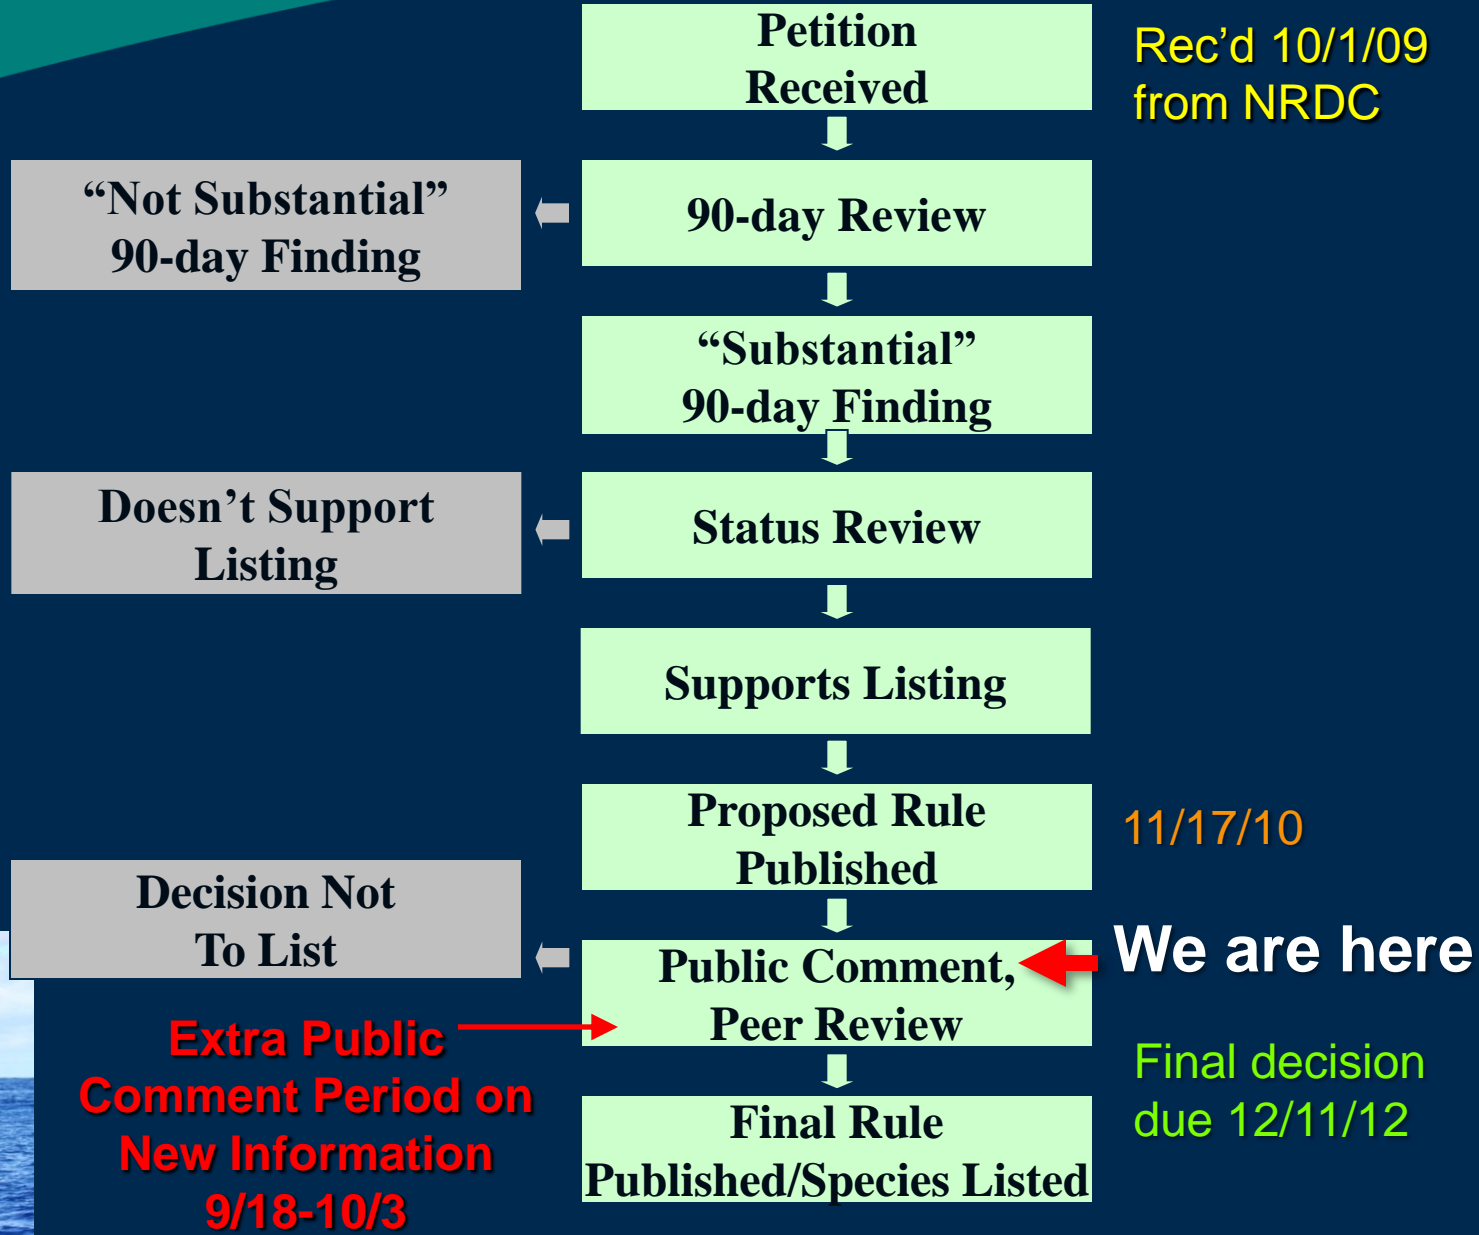 Petition
Received
Rec’d 10/1/09
from NRDC
“Not Substantial”
90-day Finding
90-day Review
“Substantial”
90-day Finding
Doesn’t Support
Listing
Status Review
Supports Listing
Proposed Rule
Published
11/17/10
Decision Not
To List
Public Comment,
Peer Review
We are here
Extra Public
Comment Period on
New Information
9/18-10/3
Final decision
due 12/11/12
Final Rule
Published/Species Listed